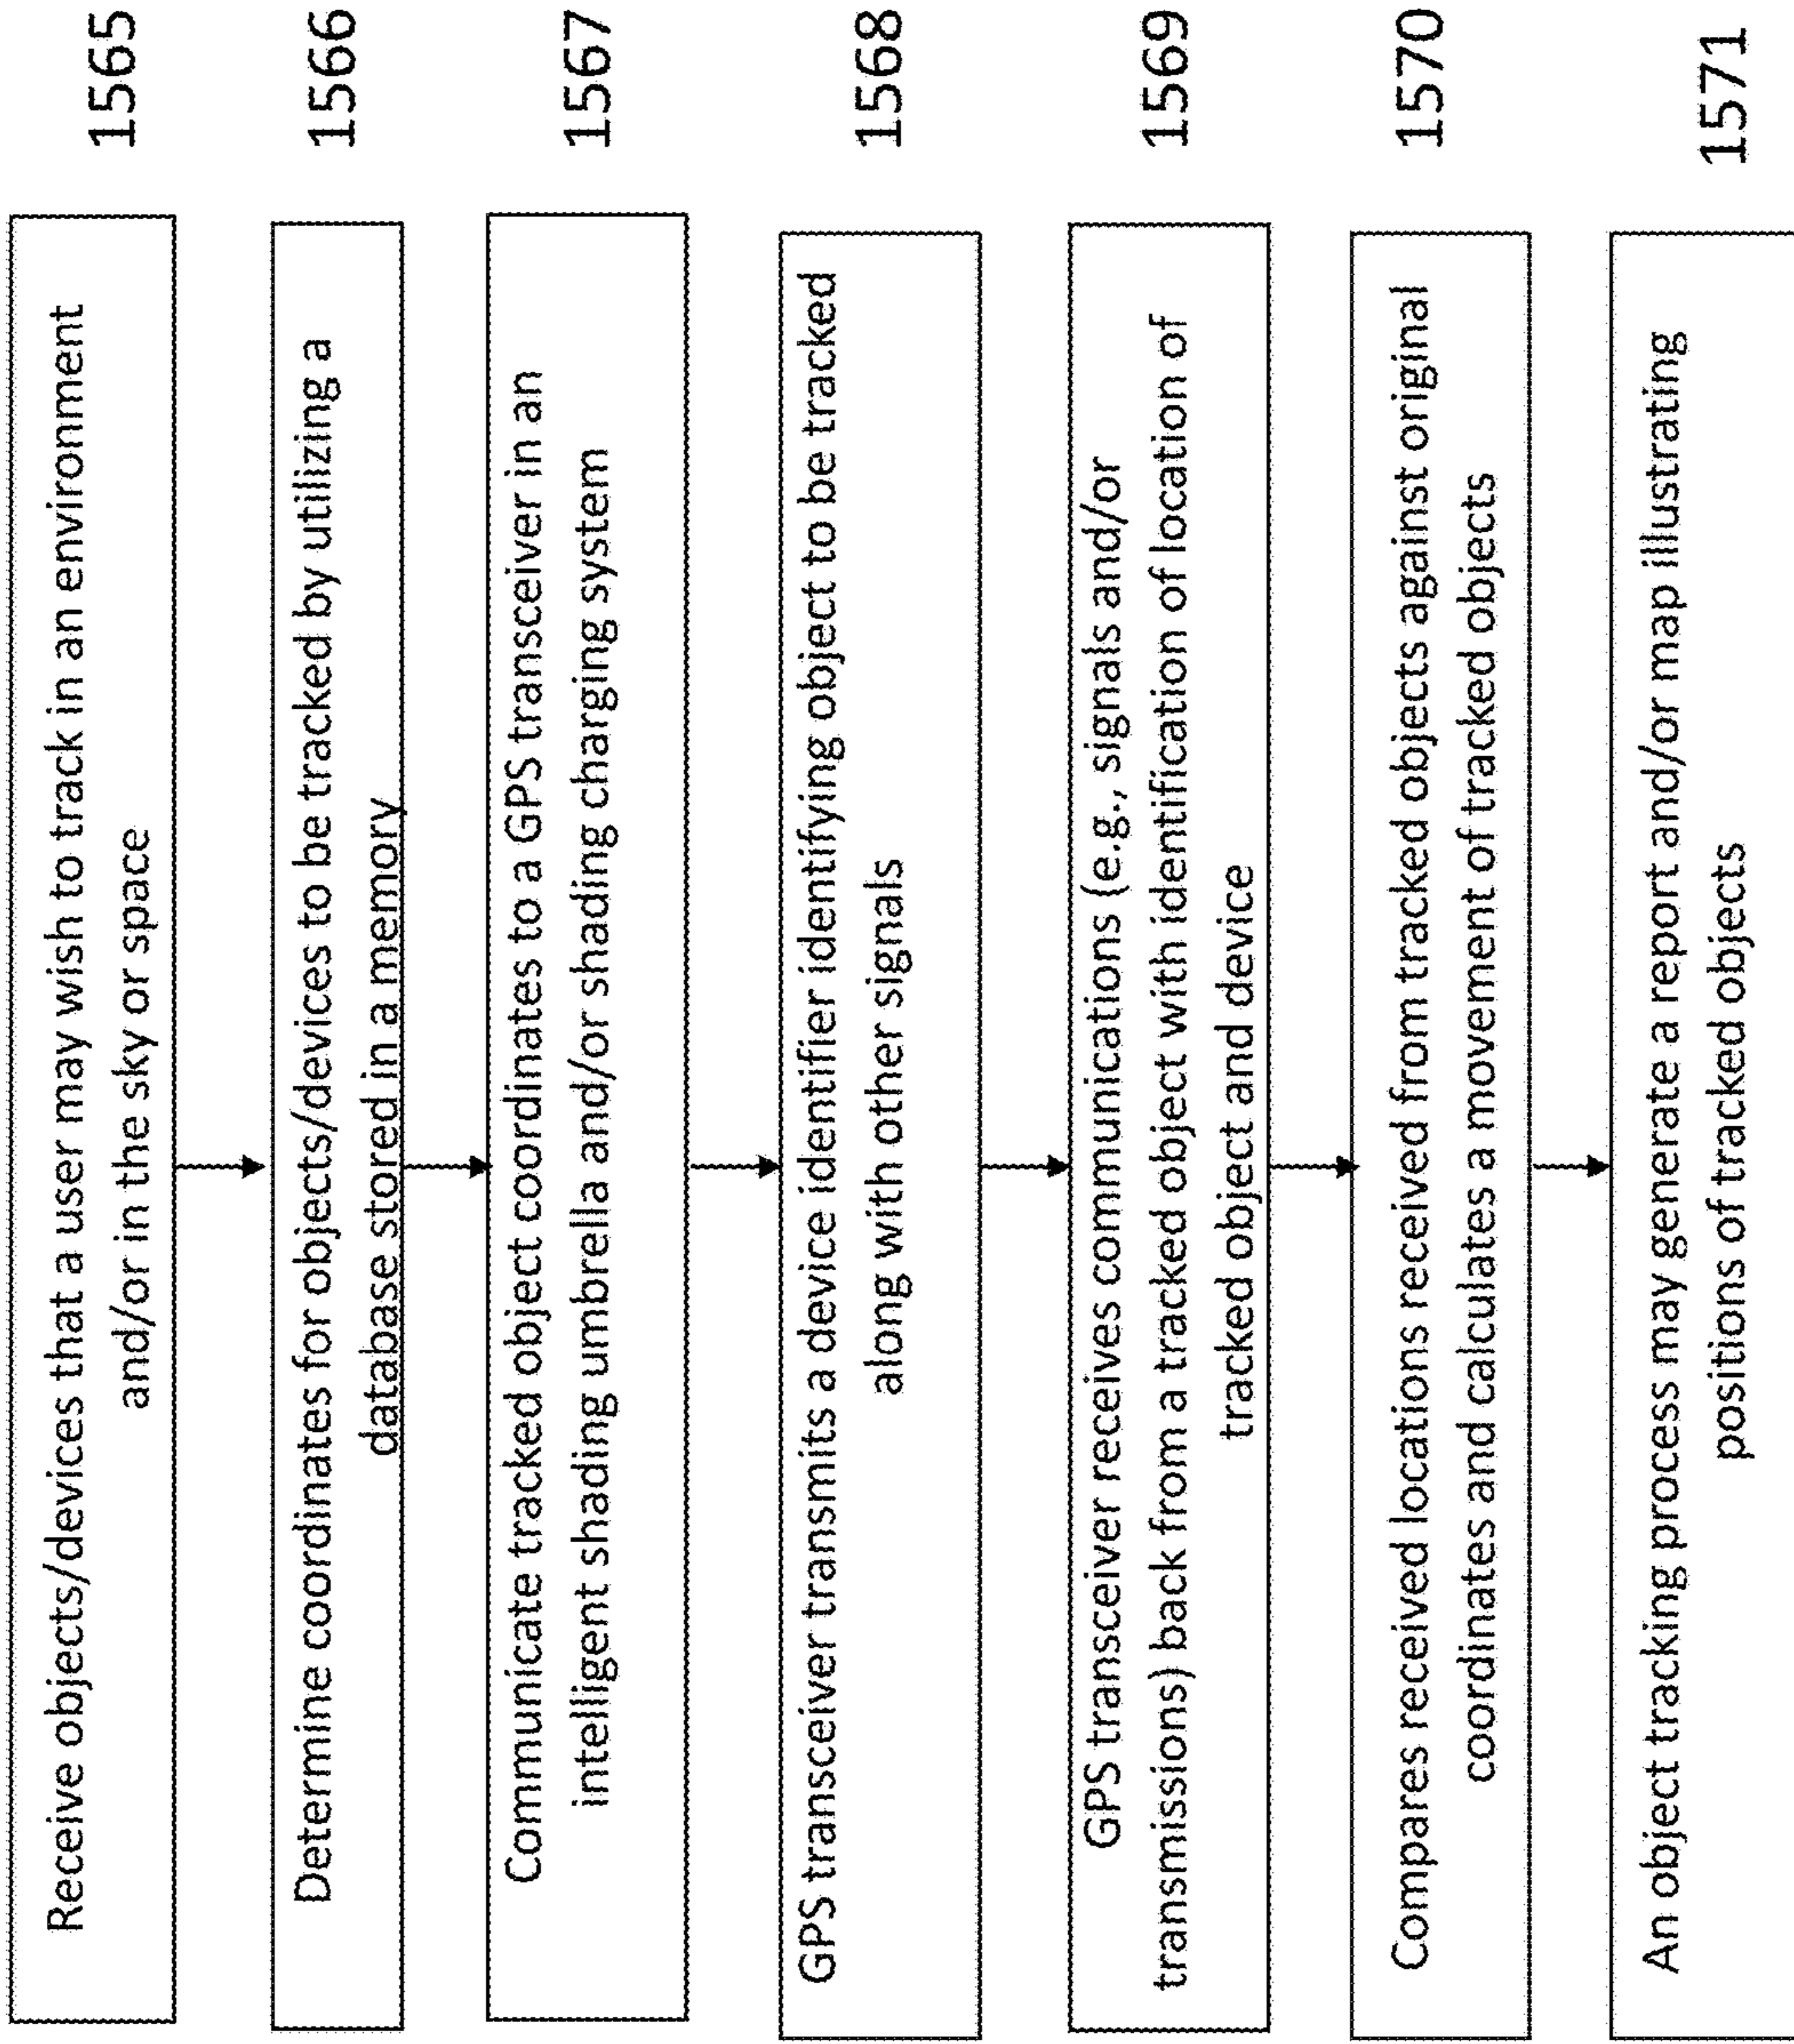 Receive objects/devices that a user may wish to track in an environment
and/or in the sky or space
1565
Determine coordinates for objects/devices to be tracked by utilizing a
database stored in a memory
1566
Communicate tracked object coordinates to a GPS transceiver in an
intelligent shading umbrella and/or shading charging system
1567
GPS transceiver transmits a device identifier identifying object to be tracked
along with other signals
1568
GPS transceiver receives communications (e.g., signals and/or
transmissions) back from a tracked object with identification of location of
tracked object and device
1569
Compares received locations received from tracked objects against original
coordinates and calculates a movement of tracked objects
1570
An object tracking process may generate a report and/or map illustrating
positions of tracked objects
1571